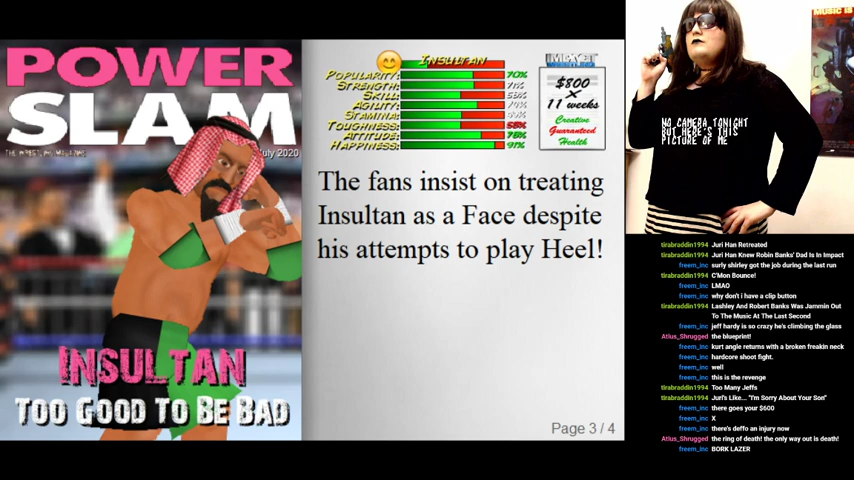 POWER
SLAM
THE WRESTLING MAGAZINE
July 2020
INSULTAN
TOO GOOD TO BE BAD
INSULTAN
POPULARITY: 70%
STRENGTH: 71%
SKILL:
AGILITY: 74%
STAMINA:
TOUGHNESS: 58%
ATTITUDE: 78%
HAPPINESS: 91%
IMPACT
WRESTLING
$800
X
11 weeks
Creative
Guaranteed
Health
The fans insist on treating
Insultan as a Face despite
his attempts to play Heel!
Page 3 / 4
MUSIC IS
NO CAMERA TONIGHT
BUT HERE'S THIS
PICTURE OF ME
tirabraddin1994 Juri Han Retreated
tirabraddin1994 Juri Han Knew Robin Banks' Dad Is In Impact
freem_inc surly shirley got the job during the last run
tirabraddin1994 C'Mon Bounce!
freem_inc LMAO
freem_inc why don't i have a clip button
tirabraddin1994 Lashley And Robert Banks Was Jammin Out
To The Music At The Last Second
freem_inc jeff hardy is so crazy he's climbing the glass
Atlus_Shrugged the blueprint!
freem_inc kurt angle returns with a broken freakin neck
freem_inc hardcore shoot fight.
freem_inc well
freem_inc this is the revenge
tirabraddin1994 Too Many Jeffs
tirabraddin1994 Juri's Like... "I'm Sorry About Your Son"
freem_inc there goes your $600
freem_inc X
freem_inc there's deffo an injury now
Atlus_Shrugged the ring of death! the only way out is death!
freem_inc BORK LAZER